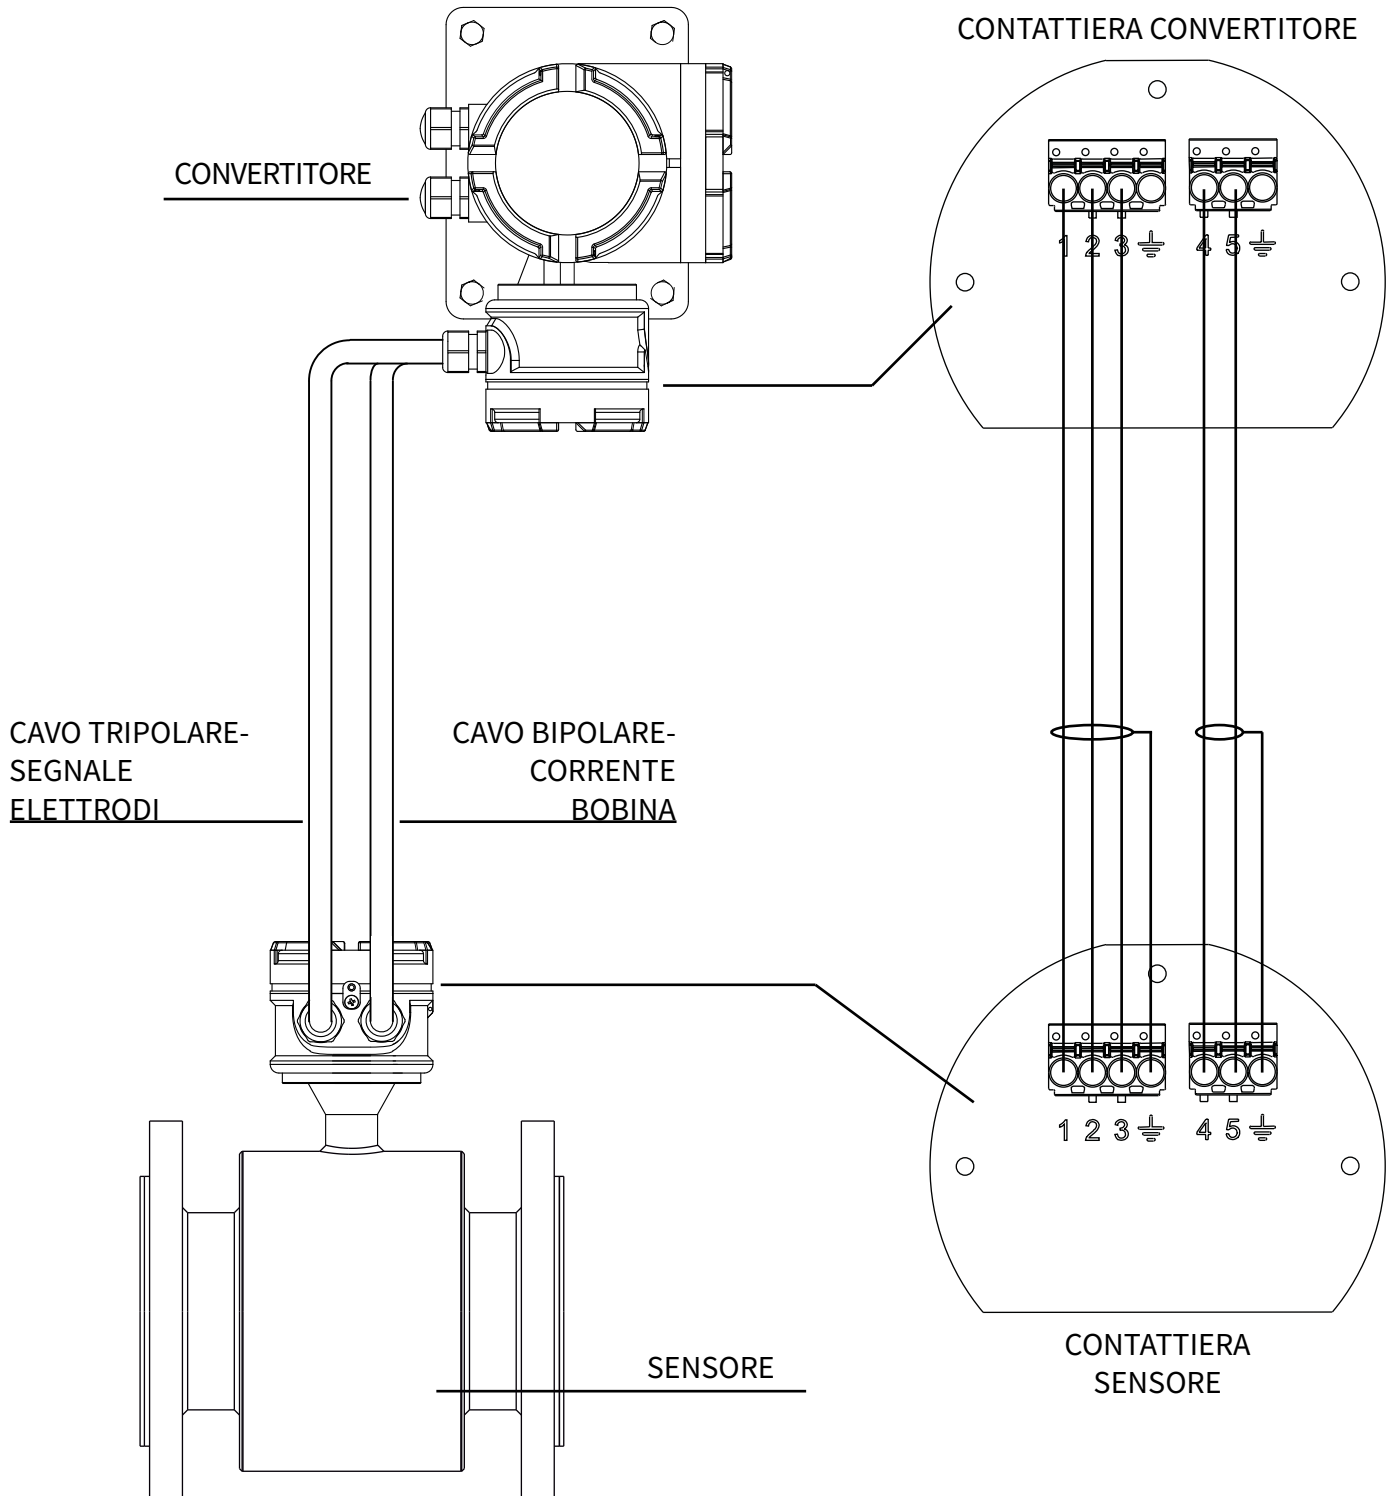 CONTATTIERA CONVERTITORE
CONVERTITORE
1 2 3
4 5
CAVO TRIPOLARE-
SEGNALE
ELETTRODI
CAVO BIPOLARE-
CORRENTE
BOBINA
1 2 3
4 5
CONTATTIERA
SENSORE
SENSORE